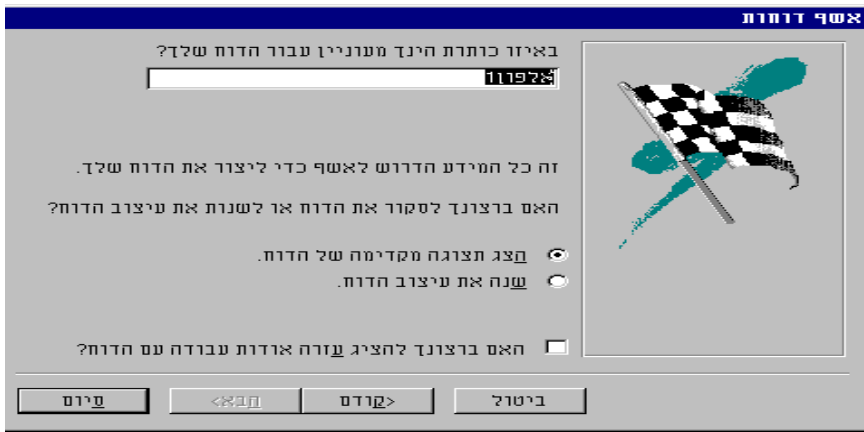 אשף דוחות
באיזו כותרת הינך מעוניין עבור הדוח שלך?
אלפון1
זה כל המידע הדרוש לאשף כדי ליצור את הדוח שלך.
האם ברצונך לסקור את הדוח או לשנות את עיצוב הדוח?
הצג תצוגה מקדימה של הדוח.
שנה את עיצוב הדוח.
האם ברצונך להציג עזרה אודות עבודה עם הדוח?
ביטול <קודם הבא> סיום